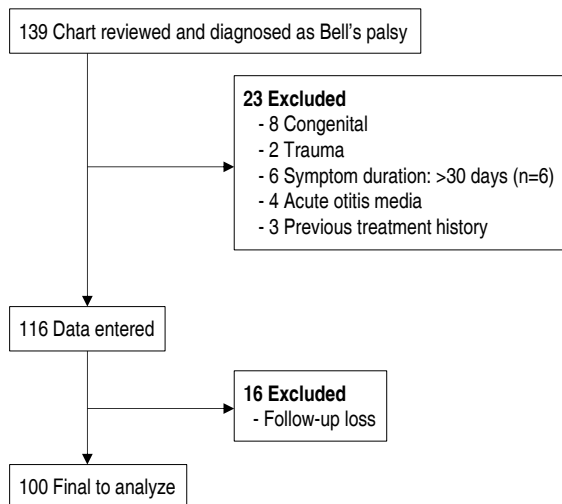 139 Chart reviewed and diagnosed as Bell's palsy
23 Excluded
- 8 Congenital
- 2 Trauma
- 6 Symptom duration: >30 days (n=6)
- 4 Acute otitis media
- 3 Previous treatment history
116 Data entered
16 Excluded
- Follow-up loss
100 Final to analyze